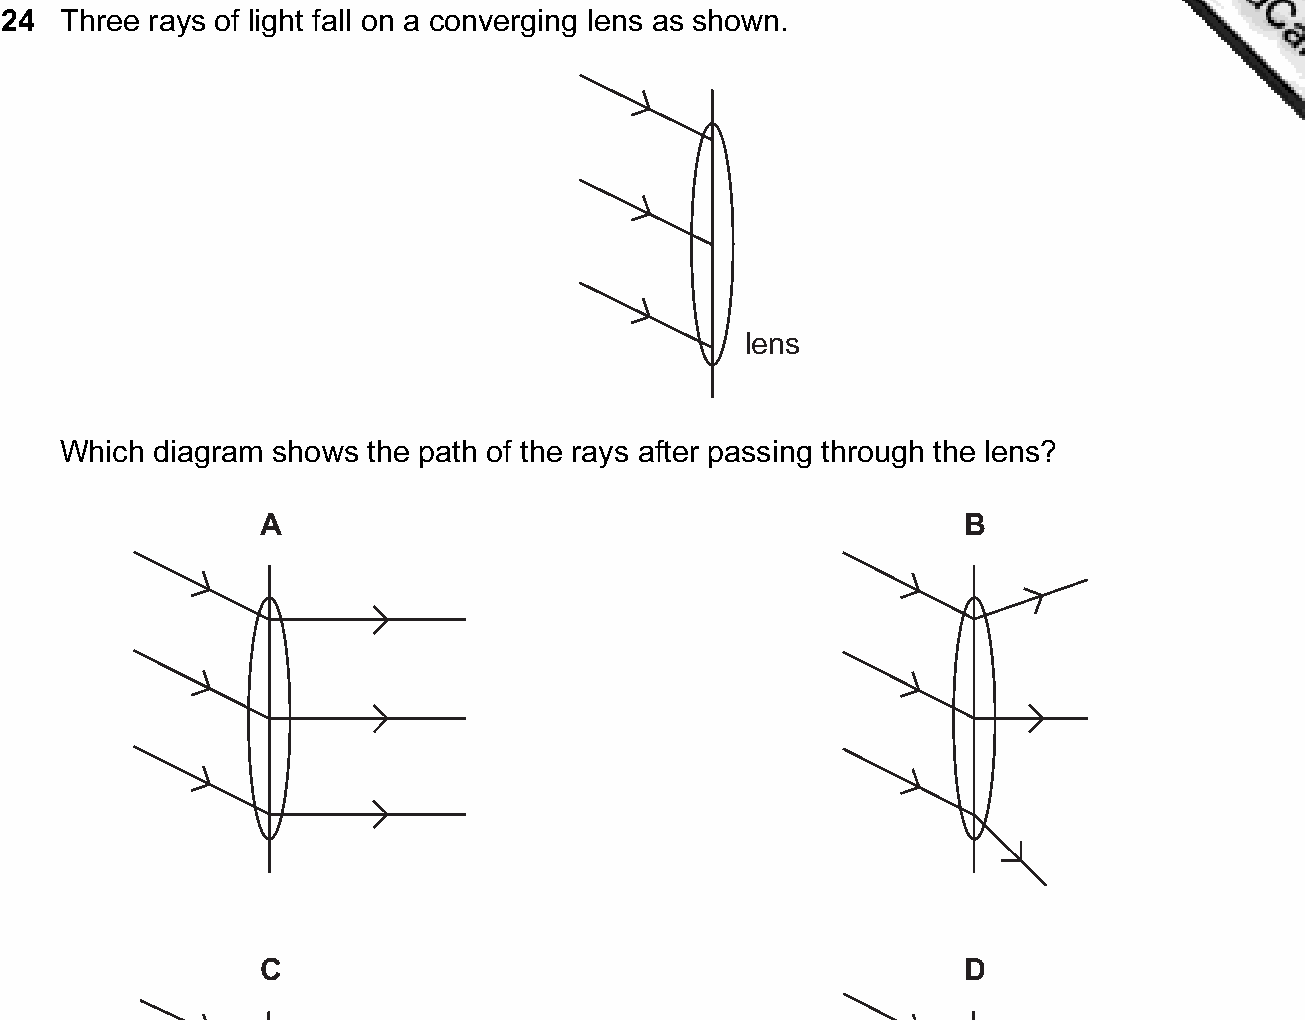 24 Three rays of light fall on a converging lens as shown.
lens
Which diagram shows the path of the rays after passing through the lens?
A
B
C
D